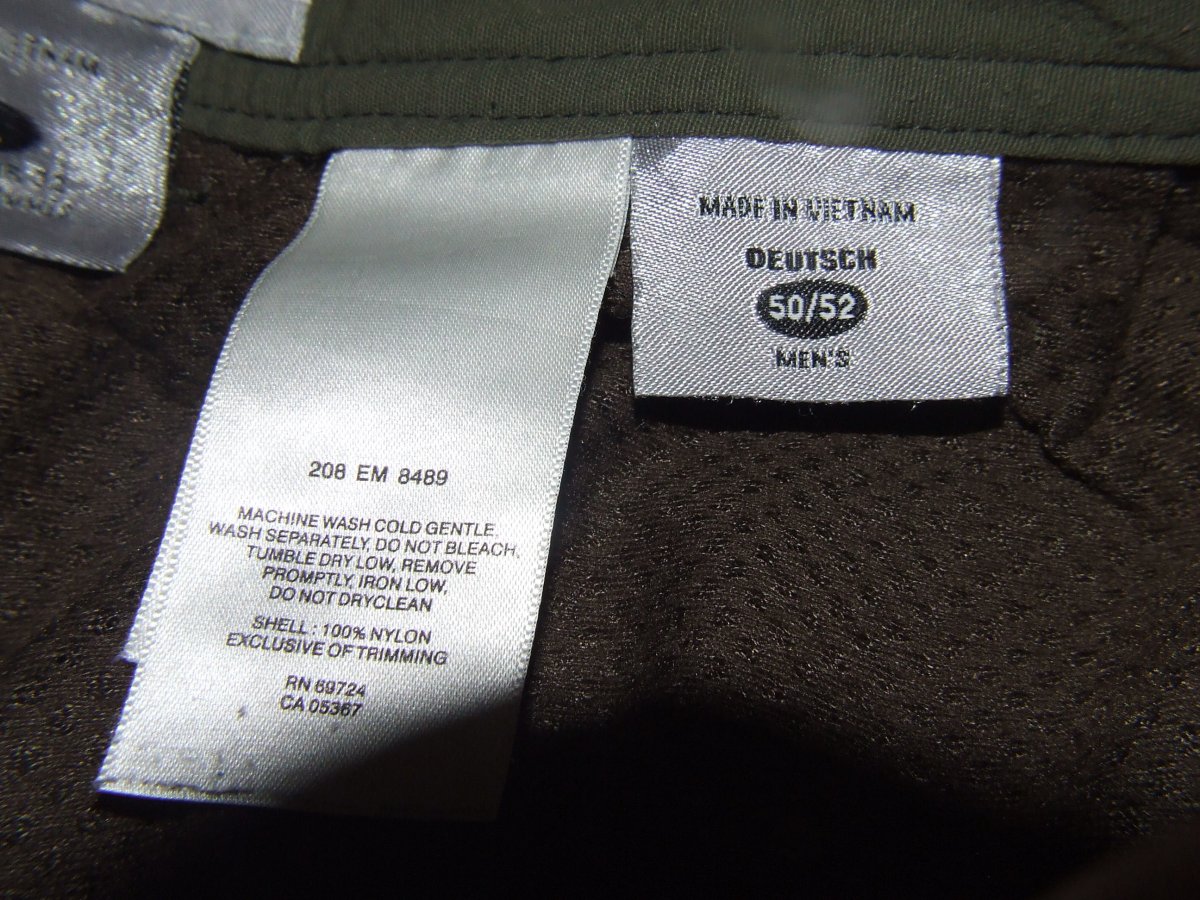 MADE IN VIETNAM
DEUTSCH
50/52
MEN'S
208 EM 8489
MACHINE WASH COLD GENTLE,
WASH SEPARATELY, DO NOT BLEACH,
TUMBLE DRY LOW, REMOVE
PROMPTLY, IRON LOW,
DO NOT DRYCLEAN
SHELL : 100% NYLON
EXCLUSIVE OF TRIMMING
RN 69724
CA 05367